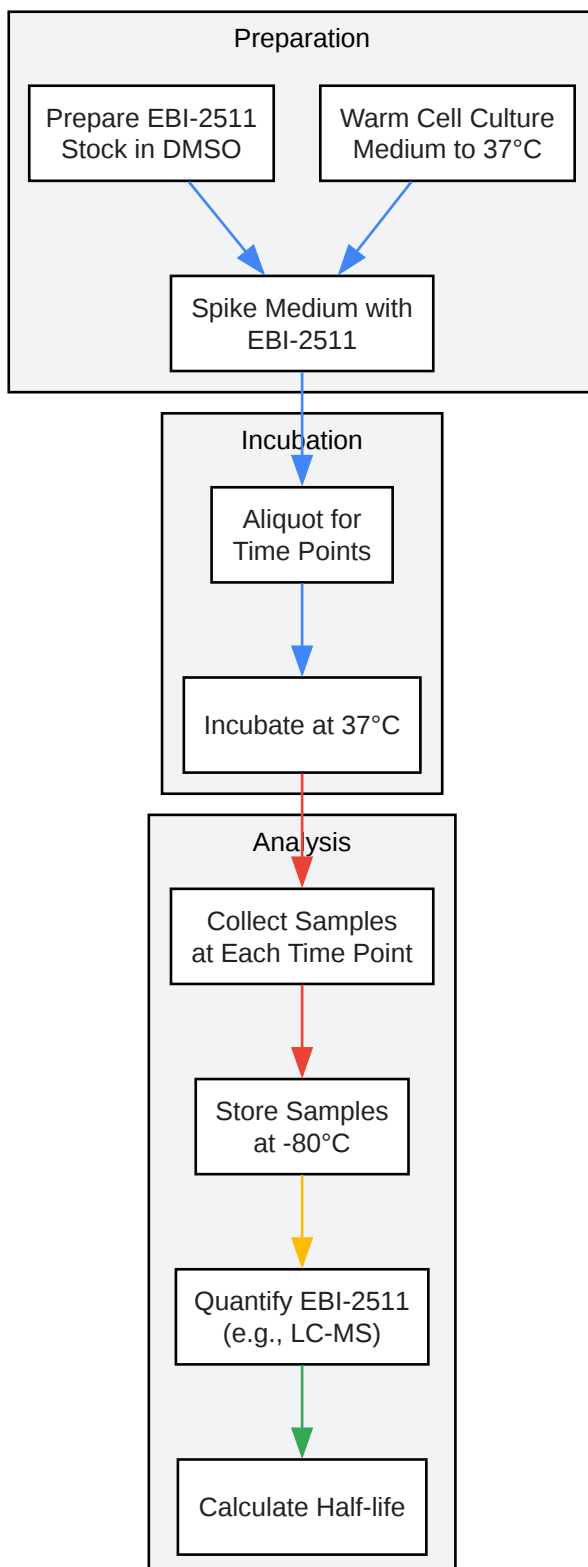 Preparation
Prepare EBI-2511
Stock in DMSO
Warm Cell Culture
Medium to 37°C
Spike Medium with
EBI-2511
Incubation
Aliquot for
Time Points
Incubate at 37°C
Analysis
Collect Samples
at Each Time Point
Store Samples
at -80°C
Quantify EBI-2511
(e.g., LC-MS)
Calculate Half-life